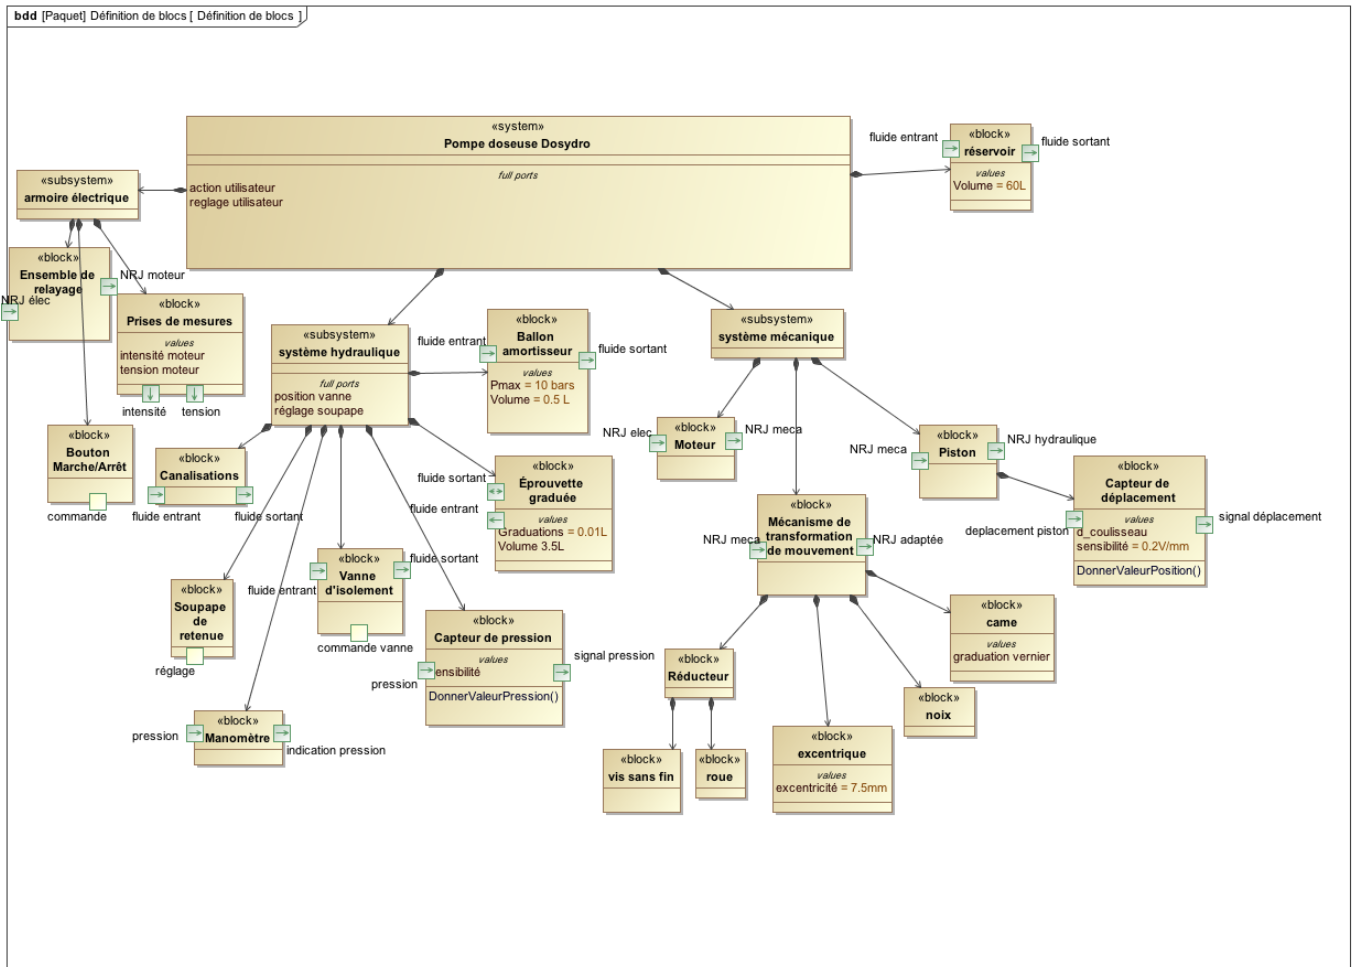 bdd [Paquet] Définition de blocs [ Définition de blocs ]
«system»
Pompe doseuse Dosydro
full ports
action utilisateur
reglage utilisateur
fluide entrant
«block»
réservoir
values
Volume = 60L
fluide sortant
«subsystem»
armoire électrique
«block»
Ensemble de
relayage
NRJ élec
NRJ moteur
«block»
Prises de mesures
values
intensité moteur
tension moteur
intensité
tension
«block»
Bouton
Marche/Arrêt
commande
«subsystem»
système hydraulique
full ports
position vanne
réglage soupape
fluide entrant
«block»
Ballon
amortisseur
values
Pmax = 10 bars
Volume = 0.5 L
fluide sortant
«subsystem»
système mécanique
«block»
Canalisations
fluide entrant
fluide sortant
fluide sortant
fluide entrant
«block»
Éprouvette
graduée
values
Graduations = 0.01L
Volume 3.5L
NRJ elec
«block»
Moteur
NRJ meca
NRJ meca
«block»
Piston
NRJ hydraulique
deplacement piston
«block»
Capteur de
déplacement
values
d_coulisseau
sensibilité = 0.2V/mm
DonnerValeurPosition()
signal déplacement
NRJ meca
«block»
Mécanisme de
transformation
de mouvement
NRJ adaptée
«block»
Soupape
de
retenue
réglage
fluide entrant
«block»
Vanne
d'isolement
fluide sortant
commande vanne
pression
«block»
Capteur de pression
values
ensibilité
DonnerValeurPression()
signal pression
pression
«block»
Manomètre
indication pression
«block»
Réducteur
«block»
vis sans fin
«block»
roue
«block»
excentrique
values
excentricité = 7.5mm
«block»
noix
«block»
came
values
graduation vernier